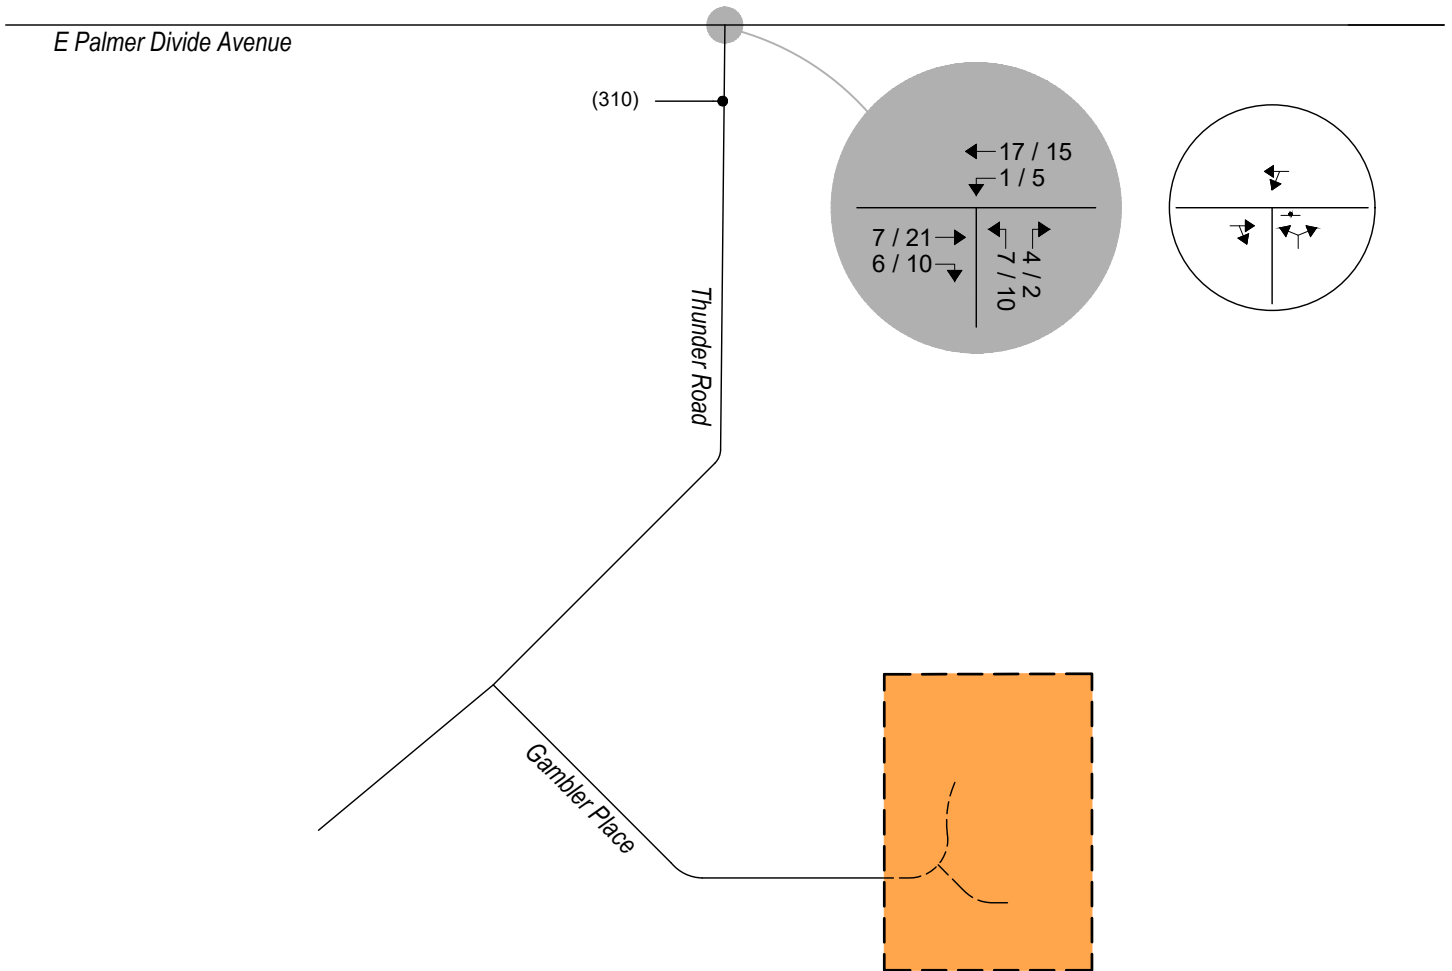 E Palmer Divide Avenue
(310)
17 / 15
1 / 5
7 / 21
6 / 10
7 / 10
4 / 2
Thunder Road
Gambler Place